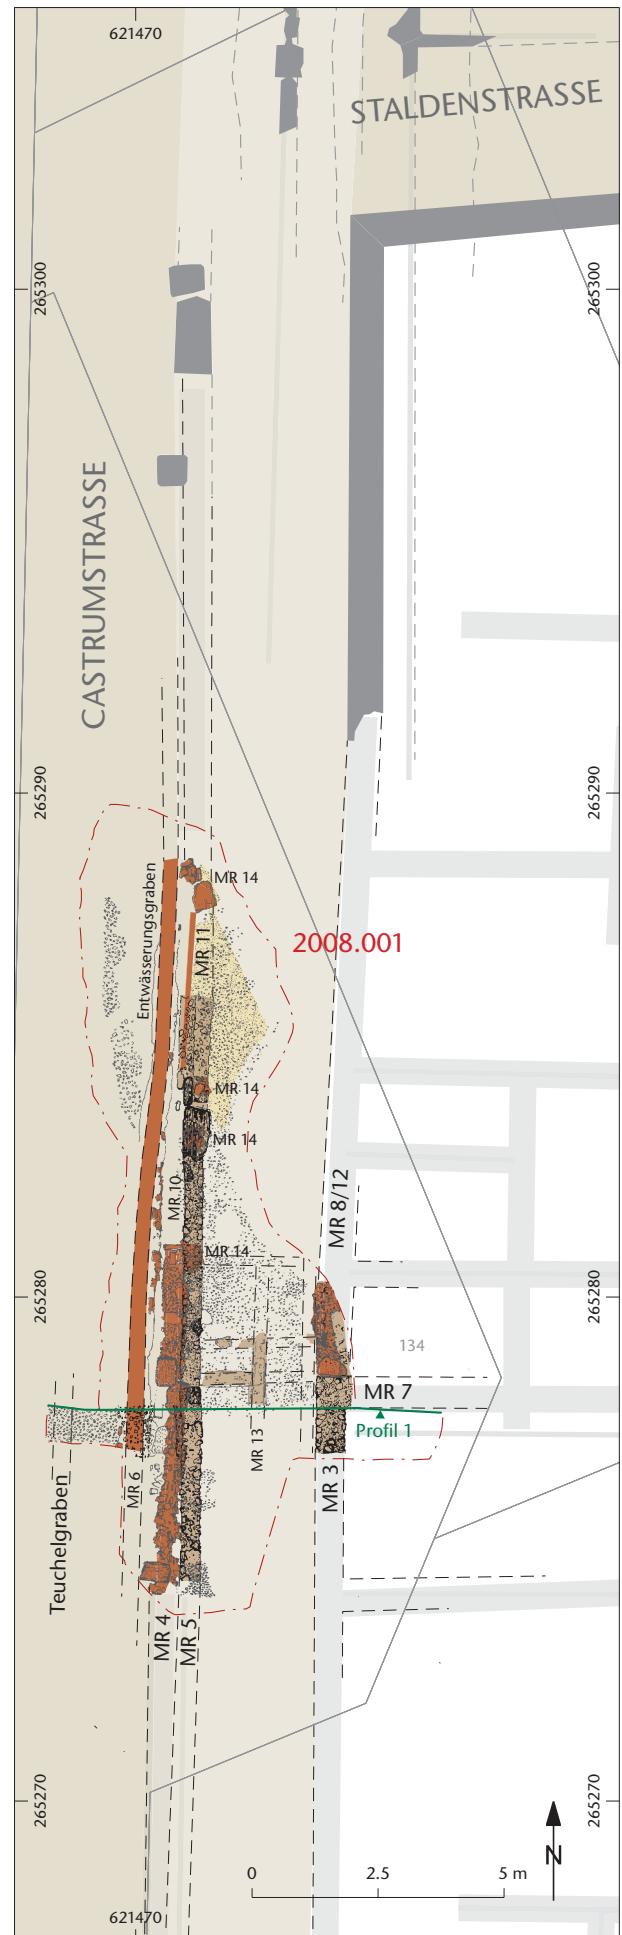 621470
STALDENSTRASSE
265300
265300
CASTRUMSTRASSE
265290
265290
Entwässerungsgraben
MR 14
MR 11
2008.001
MR 14
MR 14
MR 10
MR 8/12
MR 14
265280
265280
134
MR 7
Profil 1
MR 13
MR 6
MR 3
Teuchelgraben
MR 4
MR 5
265270
265270
N
0 2.5 5 m
621470